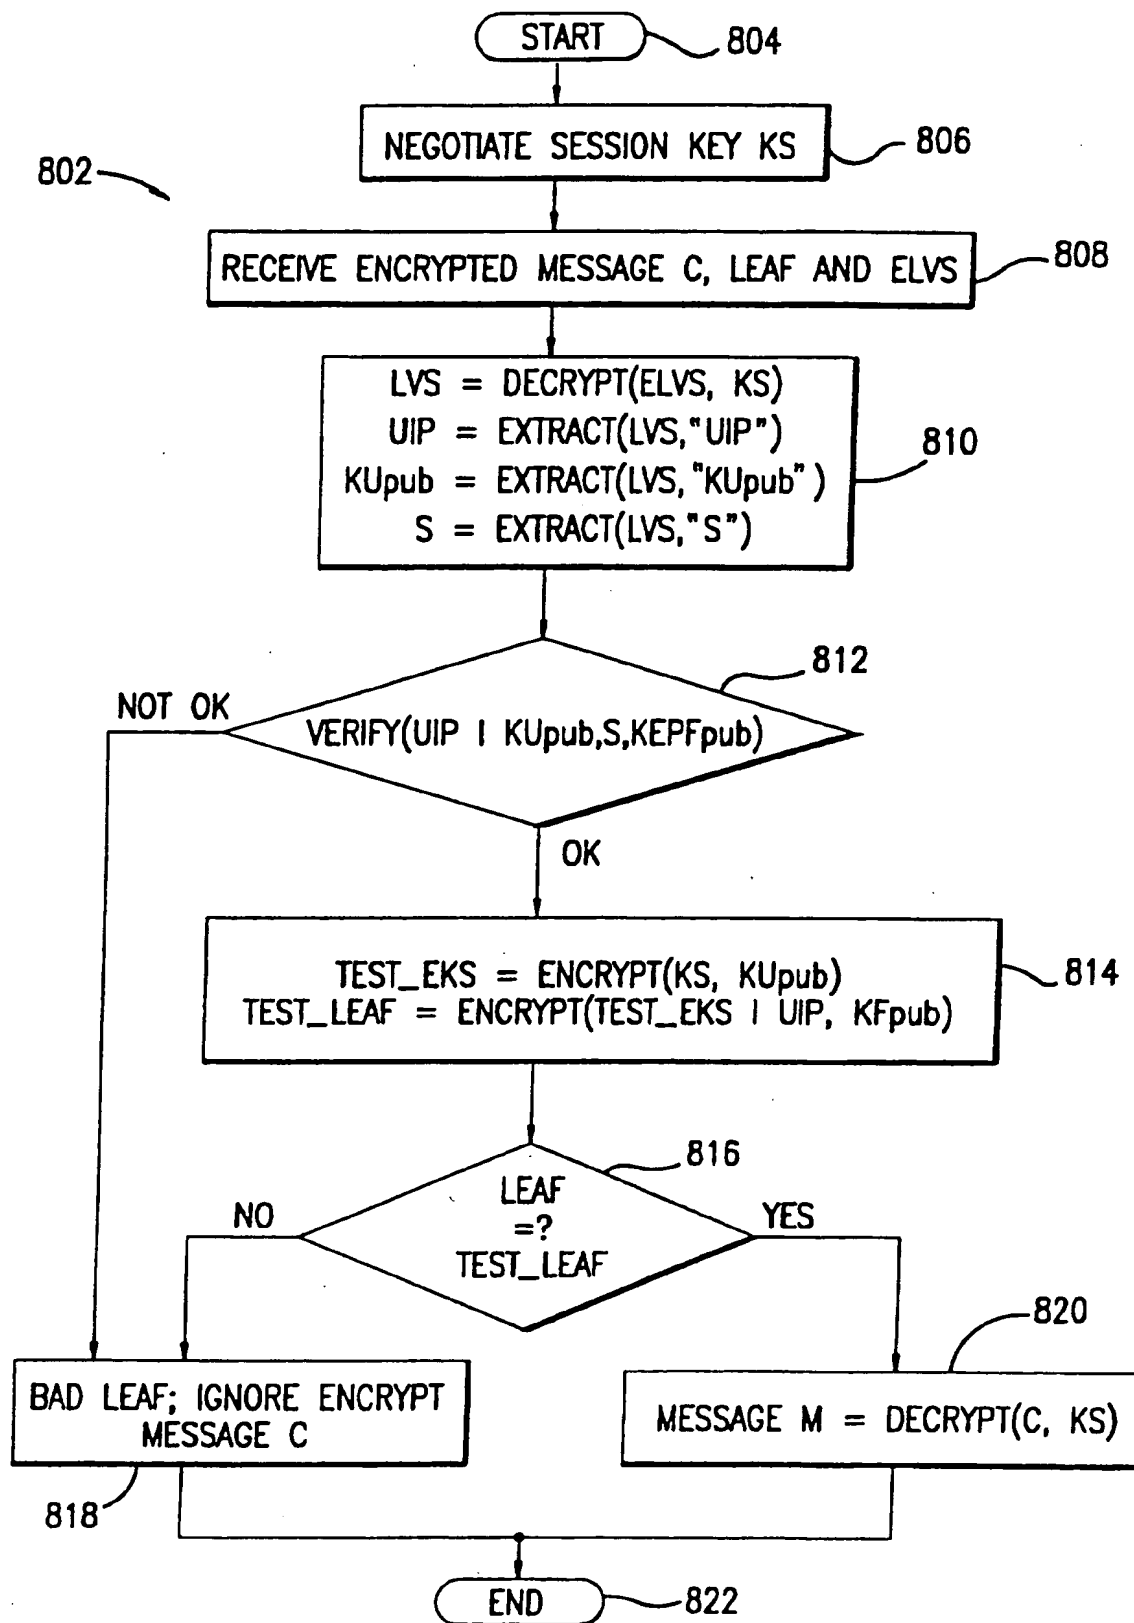 START
804
NEGOTIATE SESSION KEY KS
806
802
RECEIVE ENCRYPTED MESSAGE C, LEAF AND ELVS
808
LVS = DECRYPT(ELVS, KS)
UIP = EXTRACT(LVS,"UIP")
KUpub = EXTRACT(LVS,"KUpub")
S = EXTRACT(LVS,"S")
810
812
NOT OK
VERIFY(UIP | KUpub,S,KEPFpub)
OK
TEST_EKS = ENCRYPT(KS, KUpub)
TEST_LEAF = ENCRYPT(TEST_EKS | UIP, KFpub)
814
816
NO
LEAF
=?
TEST_LEAF
YES
820
BAD LEAF; IGNORE ENCRYPT
MESSAGE C
MESSAGE M = DECRYPT(C, KS)
818
END
822